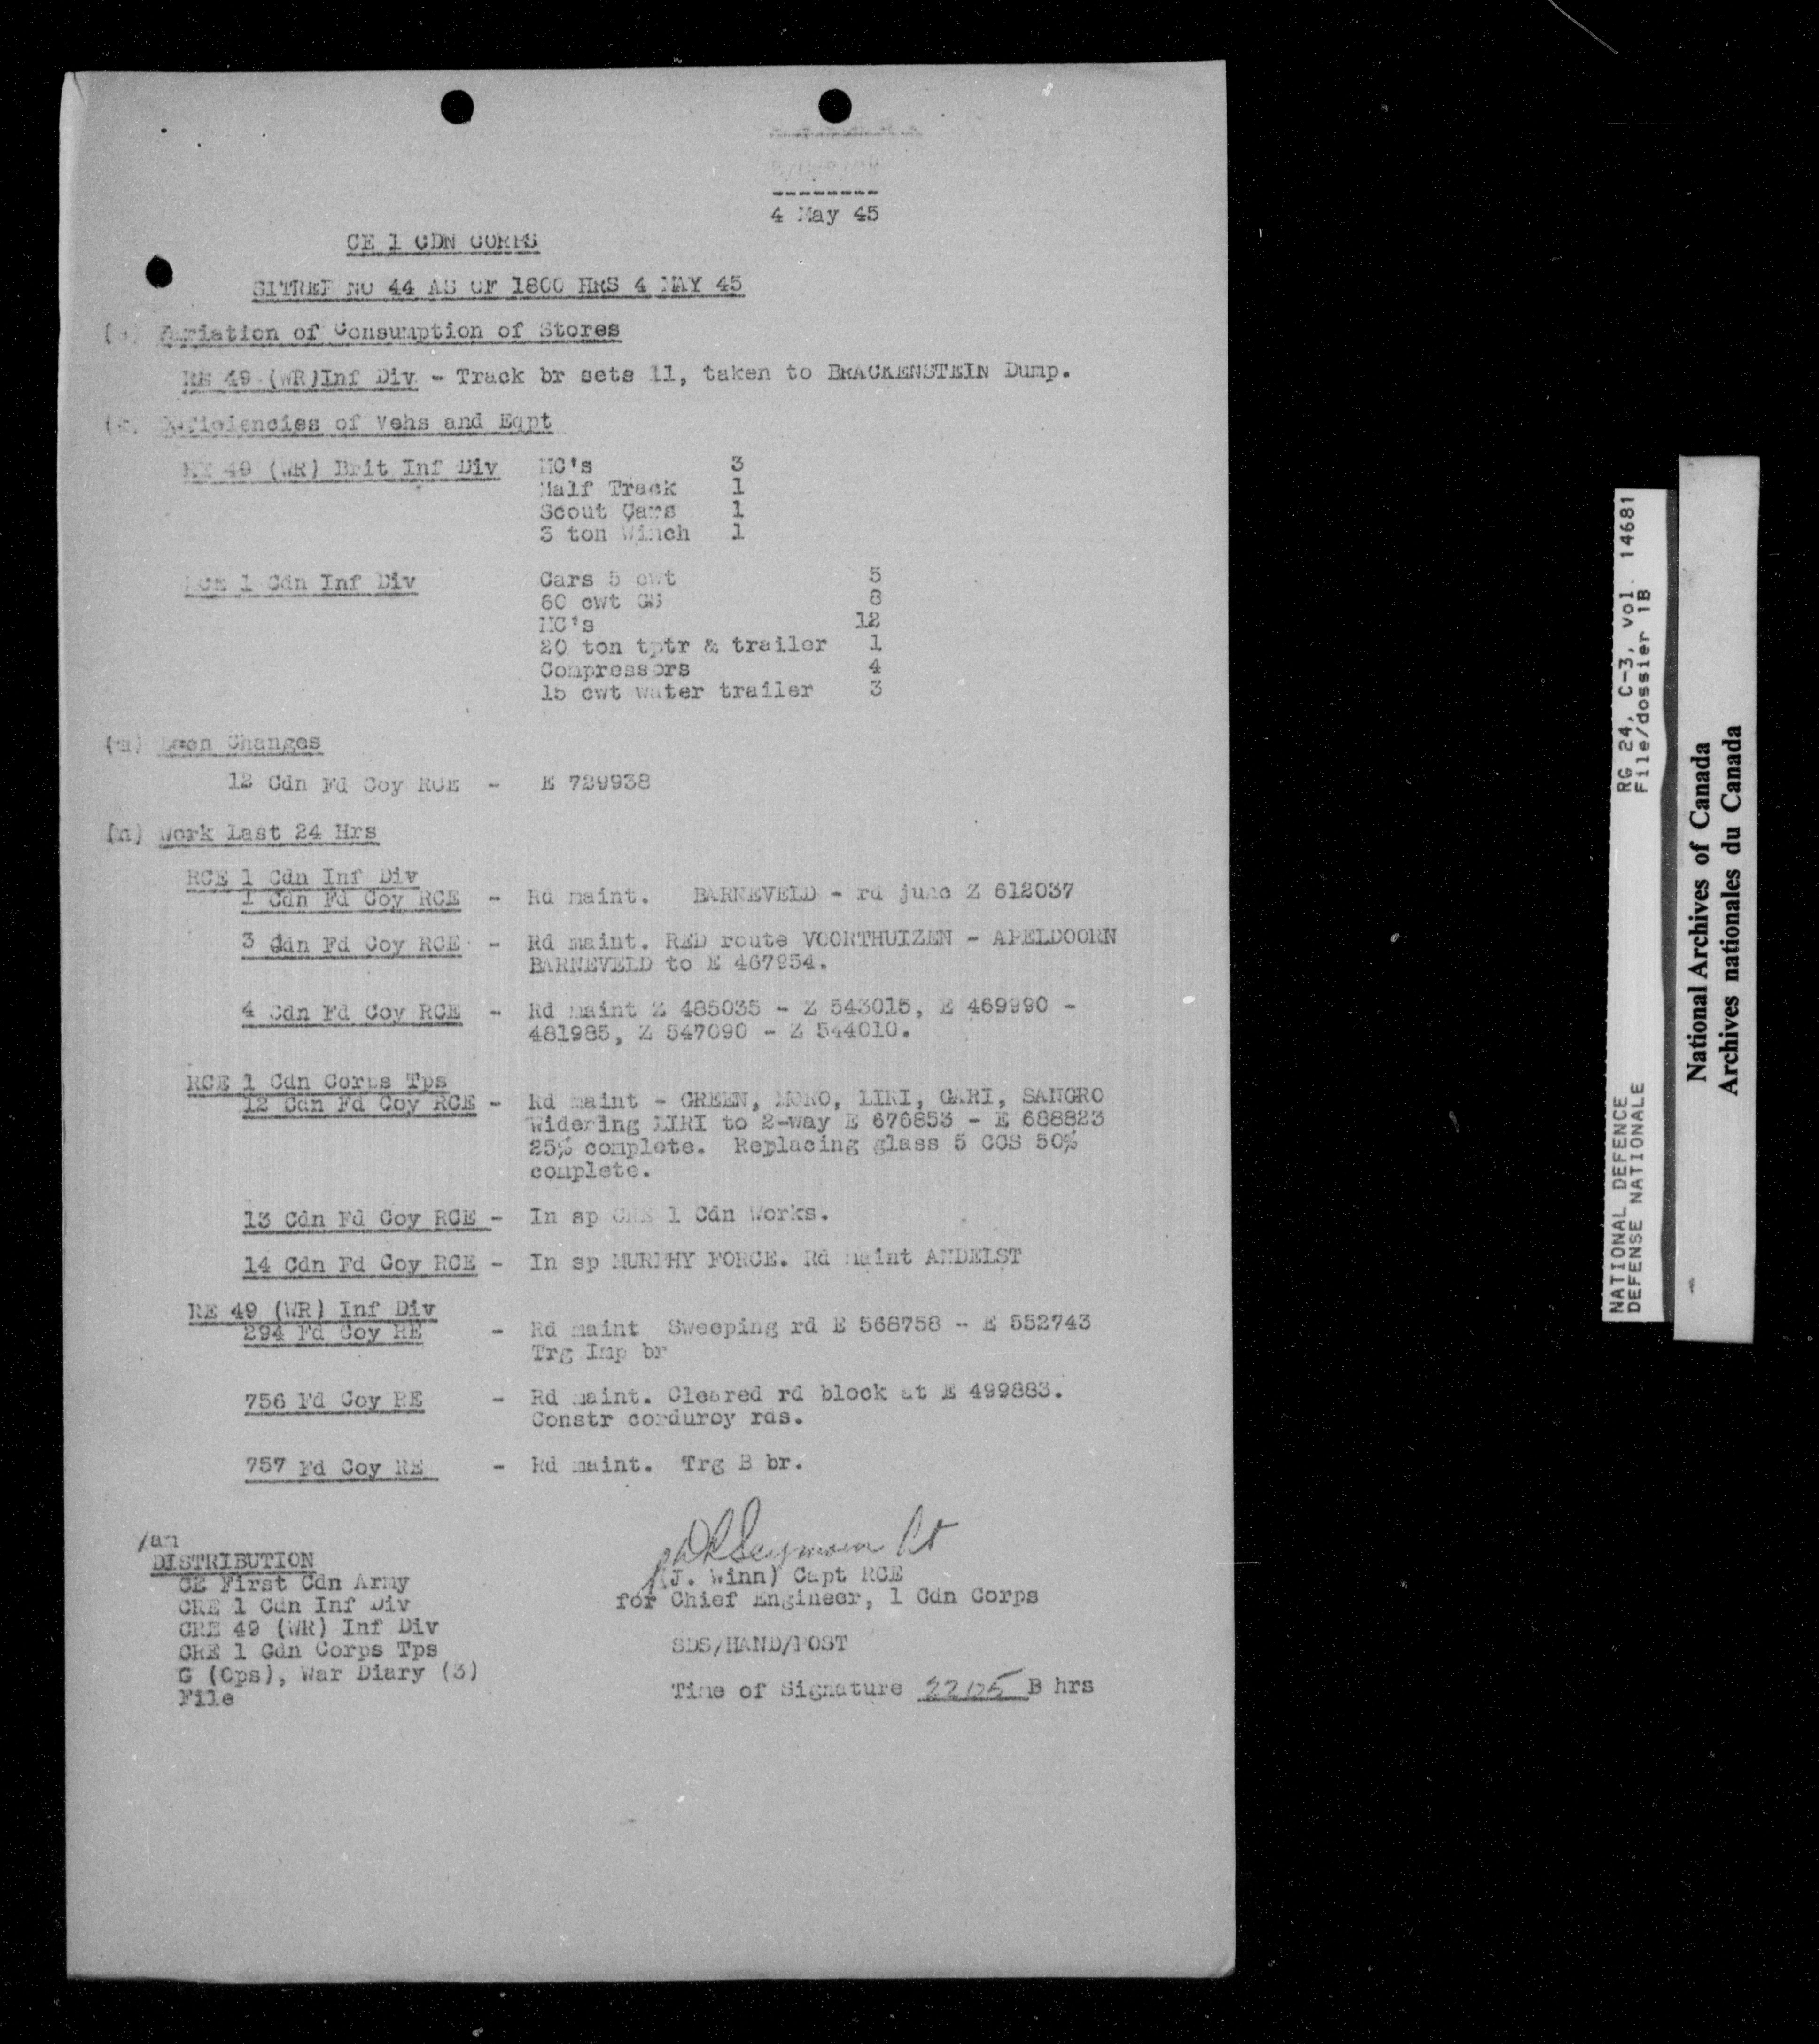 4 May 45
CE 1 CDN CORPS
SITREP NO 44 AS OF 1800 HRS 4 MAY 45
Variation of Consumption of Stores
RE 49 (WR)Inf Div - Track br sets 11, taken to BRACKENSTEIN Dump.
Deficiencies of Vehs and Eqpt
RE 49 (WR) Brit Inf Div MC's 3
Half Track 1
Scout Cars 1
3 ton Winch 1
RCE 1 Cdn Inf Div Cars 5 cwt 5
60 cwt GS 8
MC's 12
20 ton tptr & trailer 1
Compressors 4
15 cwt water trailer 3
(m) Locn Changes
12 Cdn Fd Coy RCE - E 729938
(n) Work Last 24 Hrs
RCE 1 Cdn Inf Div
1 Cdn Fd Coy RCE - Rd maint. BARNEVELD - rd junc Z 612037
3 Cdn Fd Coy RCE - Rd maint. RED route VOORTHUIZEN - APELDOORN
BARNEVELD to E 467954.
4 Cdn Fd Coy RCE - Rd maint Z 485035 - Z 543015, E 469990 -
481985, Z 547090 - Z 544010.
RCE 1 Cdn Corps Tps
12 Cdn Fd Coy RCE - Rd maint - GREEN, MORO, LIRI, GARI, SANGRO
Widering LIRI to 2-way E 676853 - E 688823
25% complete. Replacing glass 5 CCS 50%
complete.
13 Cdn Fd Coy RCE - In sp CRE 1 Cdn Works.
14 Cdn Fd Coy RCE - In sp MURPHY FORCE. Rd maint ANDELST
RE 49 (WR) Inf Div
294 Fd Coy RE - Rd maint Sweeping rd E 568758 - E 552743
Trg Imp br
756 Fd Coy RE - Rd maint. Cleared rd block at E 499883.
Constr corduroy rds.
757 Fd Coy RE - Rd maint. Trg B br.
/am
DISTRIBUTION
CE First Cdn Army
CRE 1 Cdn Inf Div
CRE 49 (WR) Inf Div
CRE 1 Cdn Corps Tps
G (Ops), War Diary (3)
File
Seymour Lt
(J. Winn) Capt RCE
for Chief Engineer, 1 Cdn Corps
SDS/HAND/POST
Time of Signature 2205 B hrs
NATIONAL DEFENCE RG 24, C-3, vol. 14681
DEFENSE NATIONALE File/dossier 1B
National Archives of Canada
Archives nationales du Canada